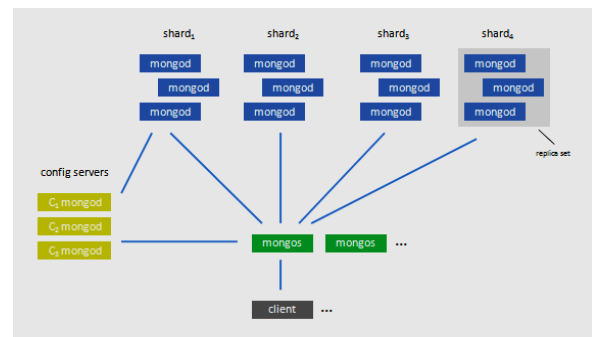 shard₁ shard₂ shard₃ shard₄
mongod mongod mongod mongod
mongod mongod mongod mongod
mongod mongod mongod mongod
replica set
config servers
C₁ mongod
C₂ mongod
C₃ mongod
mongos mongos ...
client ...